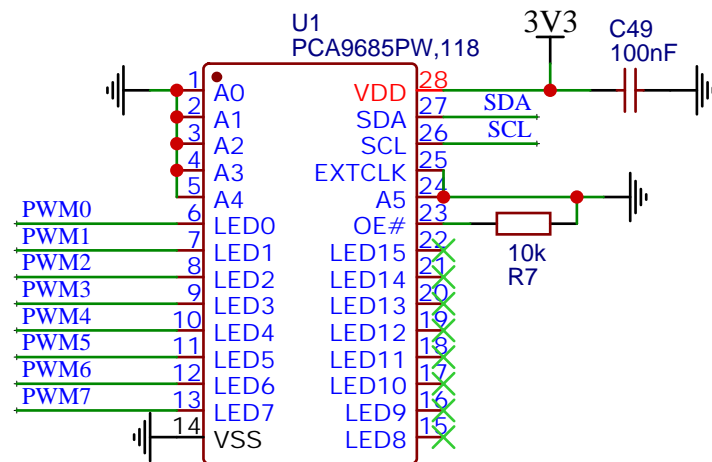 U1
PCA9685PW,118
3V3
C49
100nF
1 A0 VDD 28
2 A1 SDA 27 SDA
3 A2 SCL 26 SCL
4 A3 EXTCLK 25
5 A4 A5 24
PWM0 6 LED0 OE# 23
PWM1 7 LED1 LED15 22
10k
R7
PWM2 8 LED2 LED14 21
PWM3 9 LED3 LED13 20
PWM4 10 LED4 LED12 19
PWM5 11 LED5 LED11 18
PWM6 12 LED6 LED10 17
PWM7 13 LED7 LED9 16
14 VSS LED8 15